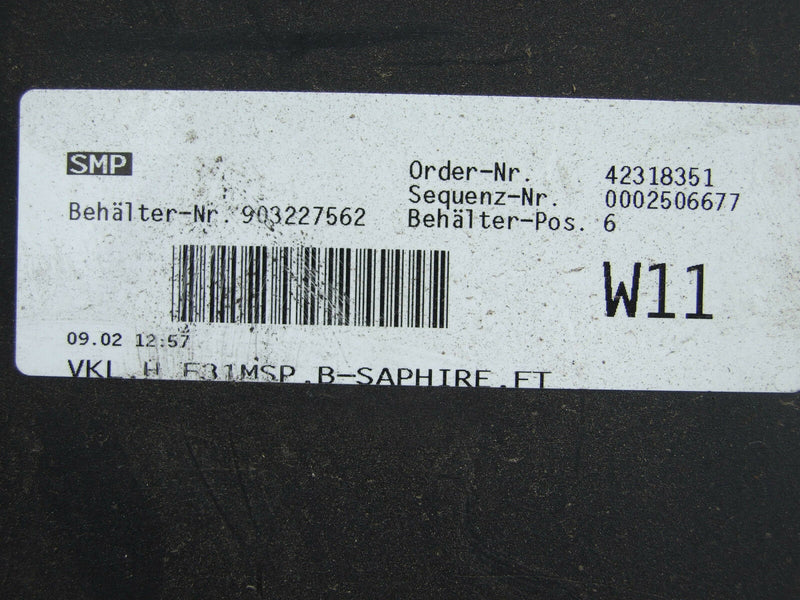 SMP
Order-Nr. 42318351
Sequenz-Nr. 0002506677
Behälter-Nr. 903227562
Behälter-Pos. 6
W11
09.02 12:57
VKL.H E31MSP.B-SAPHIRE.ET